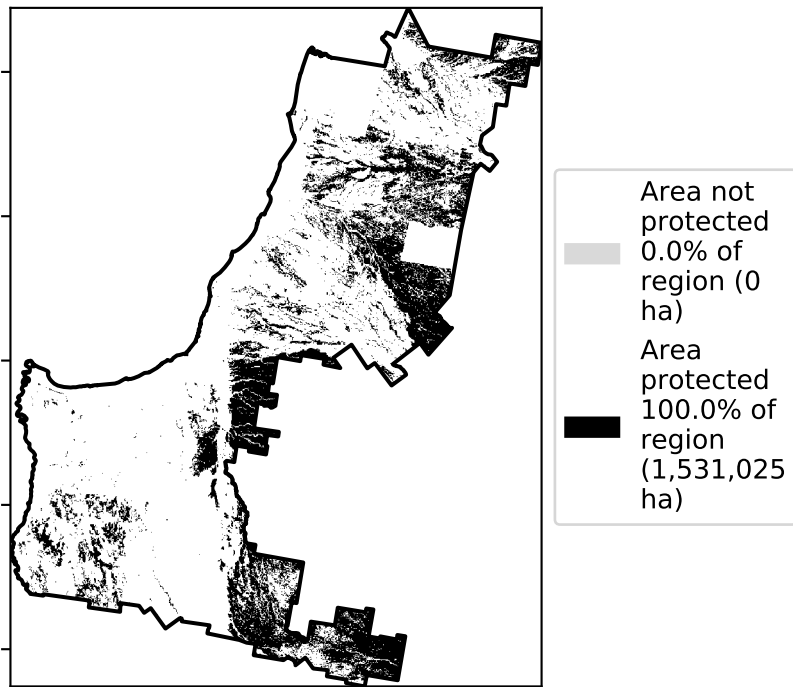 Area not
protected
0.0% of
region (0
ha)
Area
protected
100.0% of
region
(1,531,025
ha)